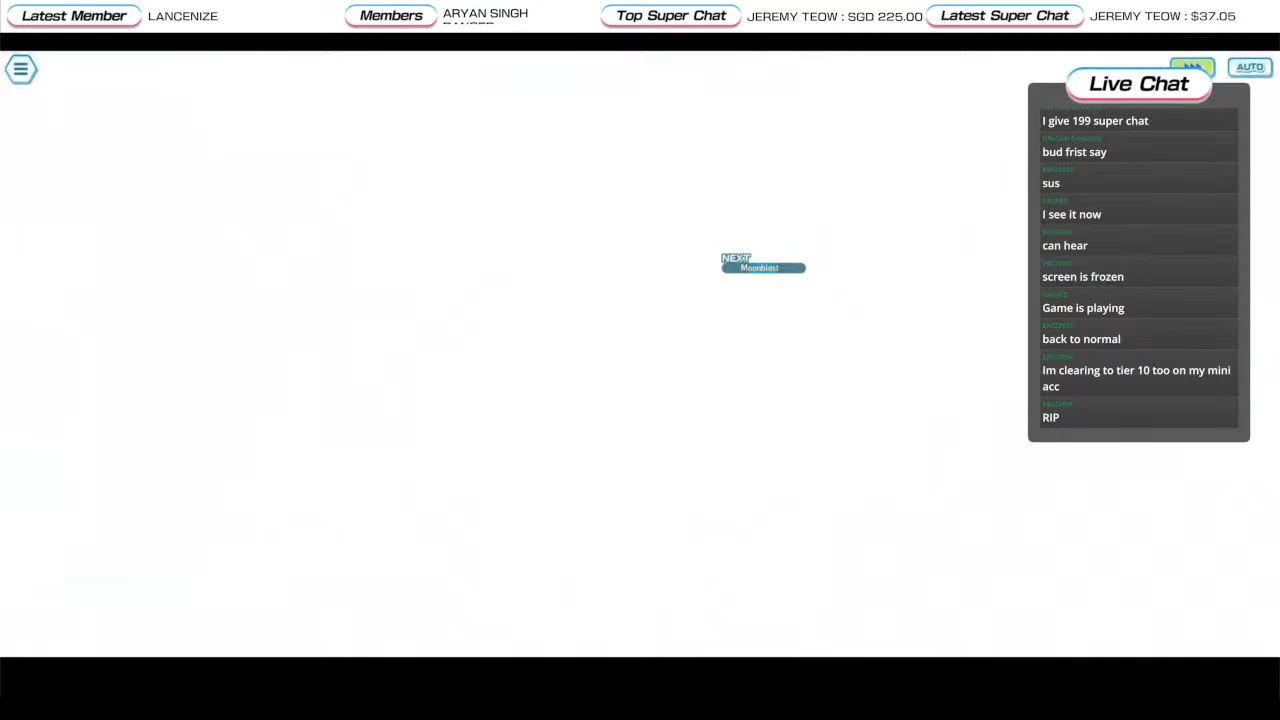 Latest Member LANCENIZE Members ARYAN SINGH Top Super Chat JEREMY TEOW : SGD 225.00 Latest Super Chat JEREMY TEOW : $37.05
AUTO
Live Chat
I give 199 super chat
bud frist say
sus
I see it now
can hear
screen is frozen
Game is playing
back to normal
Im clearing to tier 10 too on my mini
acc
RIP
NEXT
Moonblast